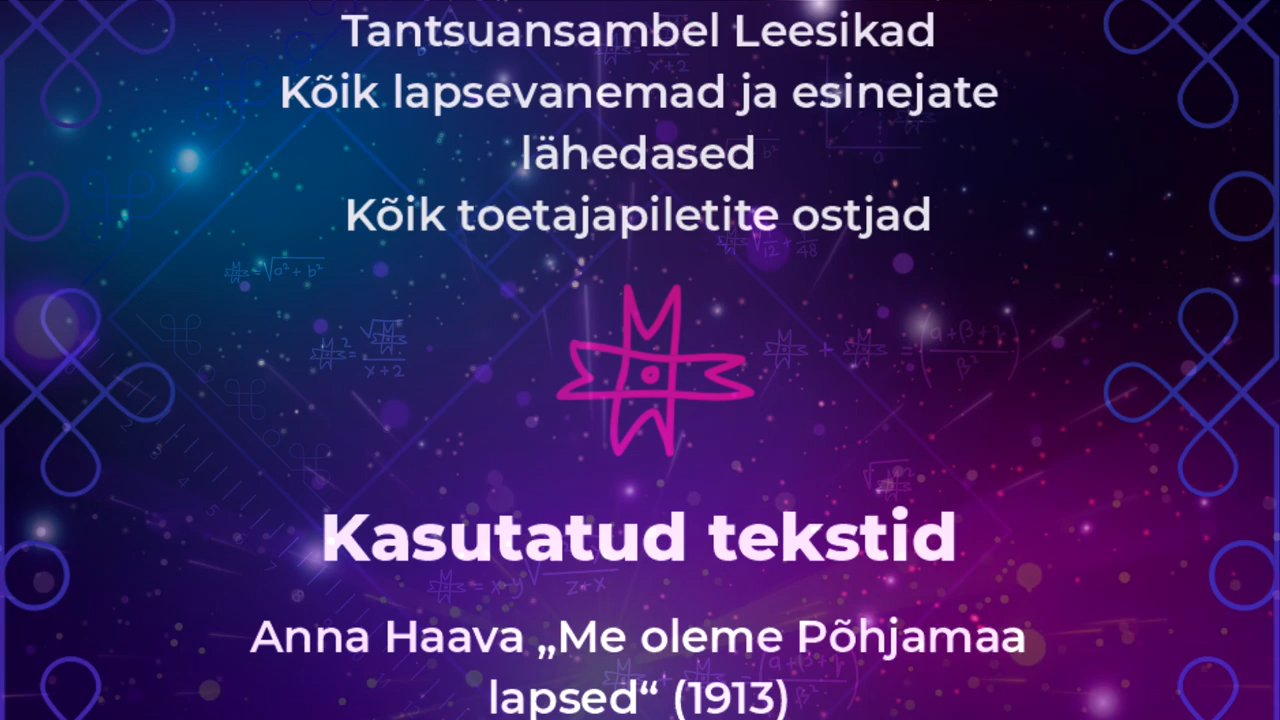 Tantsuansambel Leesikad
Kõik lapsevanemad ja esinejate
lähedased
Kõik toetajapiletite ostjad
Kasutatud tekstid
Anna Haava „Me oleme Põhjamaa
lapsed“ (1913)